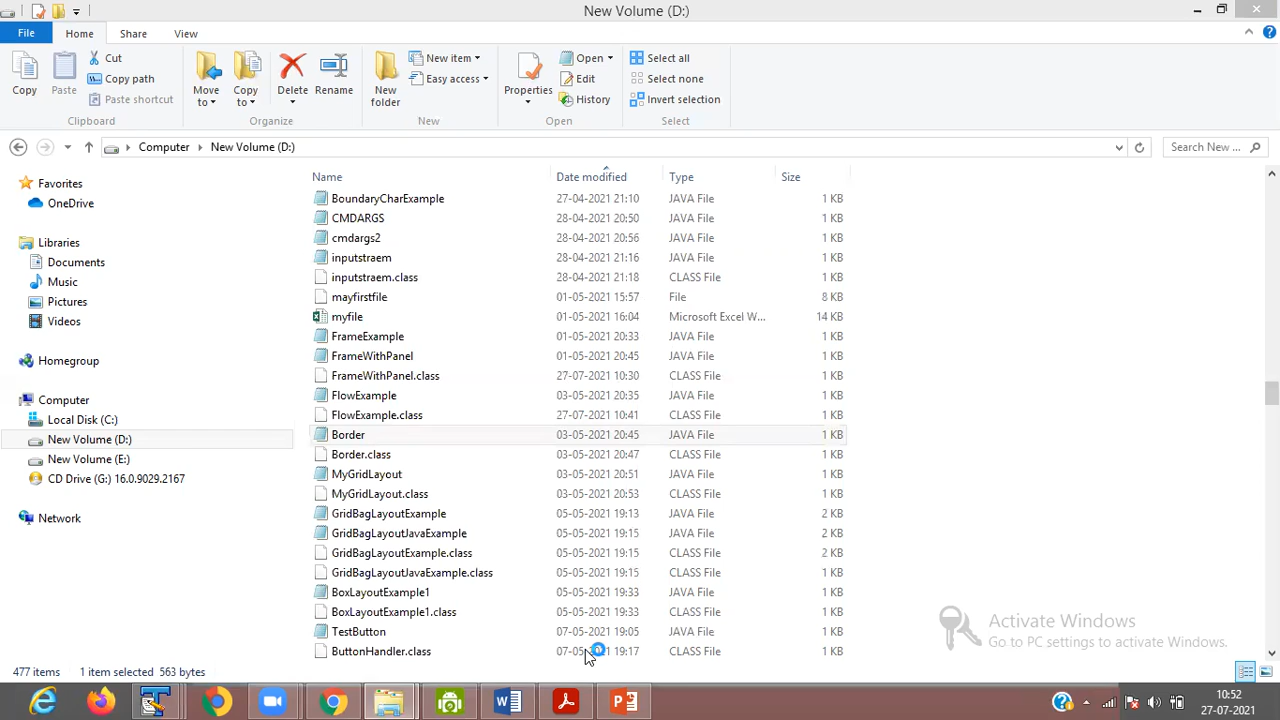 New Volume (D:)
File Home Share View
Copy Paste Cut Copy path Paste shortcut Clipboard
Move to Copy to Delete Rename Organize
New folder New item Easy access New
Properties Open Edit History Open
Select all Select none Invert selection Select
Computer New Volume (D:) Search New ...
Favorites
OneDrive
Libraries
Documents
Music
Pictures
Videos
Homegroup
Computer
Local Disk (C:)
New Volume (D:)
New Volume (E:)
CD Drive (G:) 16.0.9029.2167
Network
Name Date modified Type Size
BoundaryCharExample 27-04-2021 21:10 JAVA File 1 KB
CMDARGS 28-04-2021 20:50 JAVA File 1 KB
cmdargs2 28-04-2021 20:56 JAVA File 1 KB
inputstraem 28-04-2021 21:16 JAVA File 1 KB
inputstraem.class 28-04-2021 21:18 CLASS File 1 KB
mayfirstfile 01-05-2021 15:57 File 8 KB
myfile 01-05-2021 16:04 Microsoft Excel W... 14 KB
FrameExample 01-05-2021 20:33 JAVA File 1 KB
FrameWithPanel 01-05-2021 20:45 JAVA File 1 KB
FrameWithPanel.class 27-07-2021 10:30 CLASS File 1 KB
FlowExample 03-05-2021 20:35 JAVA File 1 KB
FlowExample.class 27-07-2021 10:41 CLASS File 1 KB
Border 03-05-2021 20:45 JAVA File 1 KB
Border.class 03-05-2021 20:47 CLASS File 1 KB
MyGridLayout 03-05-2021 20:51 JAVA File 1 KB
MyGridLayout.class 03-05-2021 20:53 CLASS File 1 KB
GridBagLayoutExample 05-05-2021 19:13 JAVA File 2 KB
GridBagLayoutJavaExample 05-05-2021 19:15 JAVA File 2 KB
GridBagLayoutExample.class 05-05-2021 19:15 CLASS File 2 KB
GridBagLayoutJavaExample.class 05-05-2021 19:15 CLASS File 1 KB
BoxLayoutExample1 05-05-2021 19:33 JAVA File 1 KB
BoxLayoutExample1.class 05-05-2021 19:33 CLASS File 1 KB
TestButton 07-05-2021 19:05 JAVA File 1 KB
ButtonHandler.class 07-05-2021 19:17 CLASS File 1 KB
Activate Windows
Go to PC settings to activate Windows.
477 items 1 item selected 563 bytes
10:52
27-07-2021